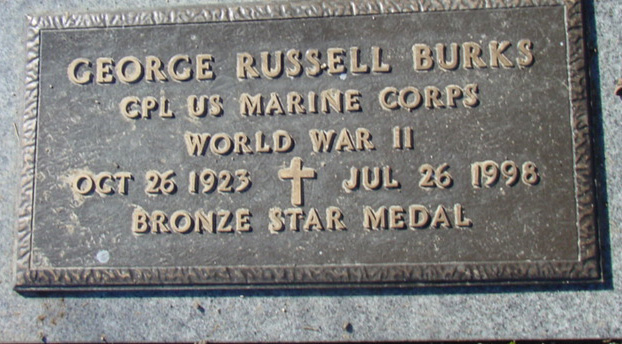 GEORGE RUSSELL BURKS
CPL US MARINE CORPS
WORLD WAR II
OCT 26 1923 JUL 26 1998
BRONZE STAR MEDAL